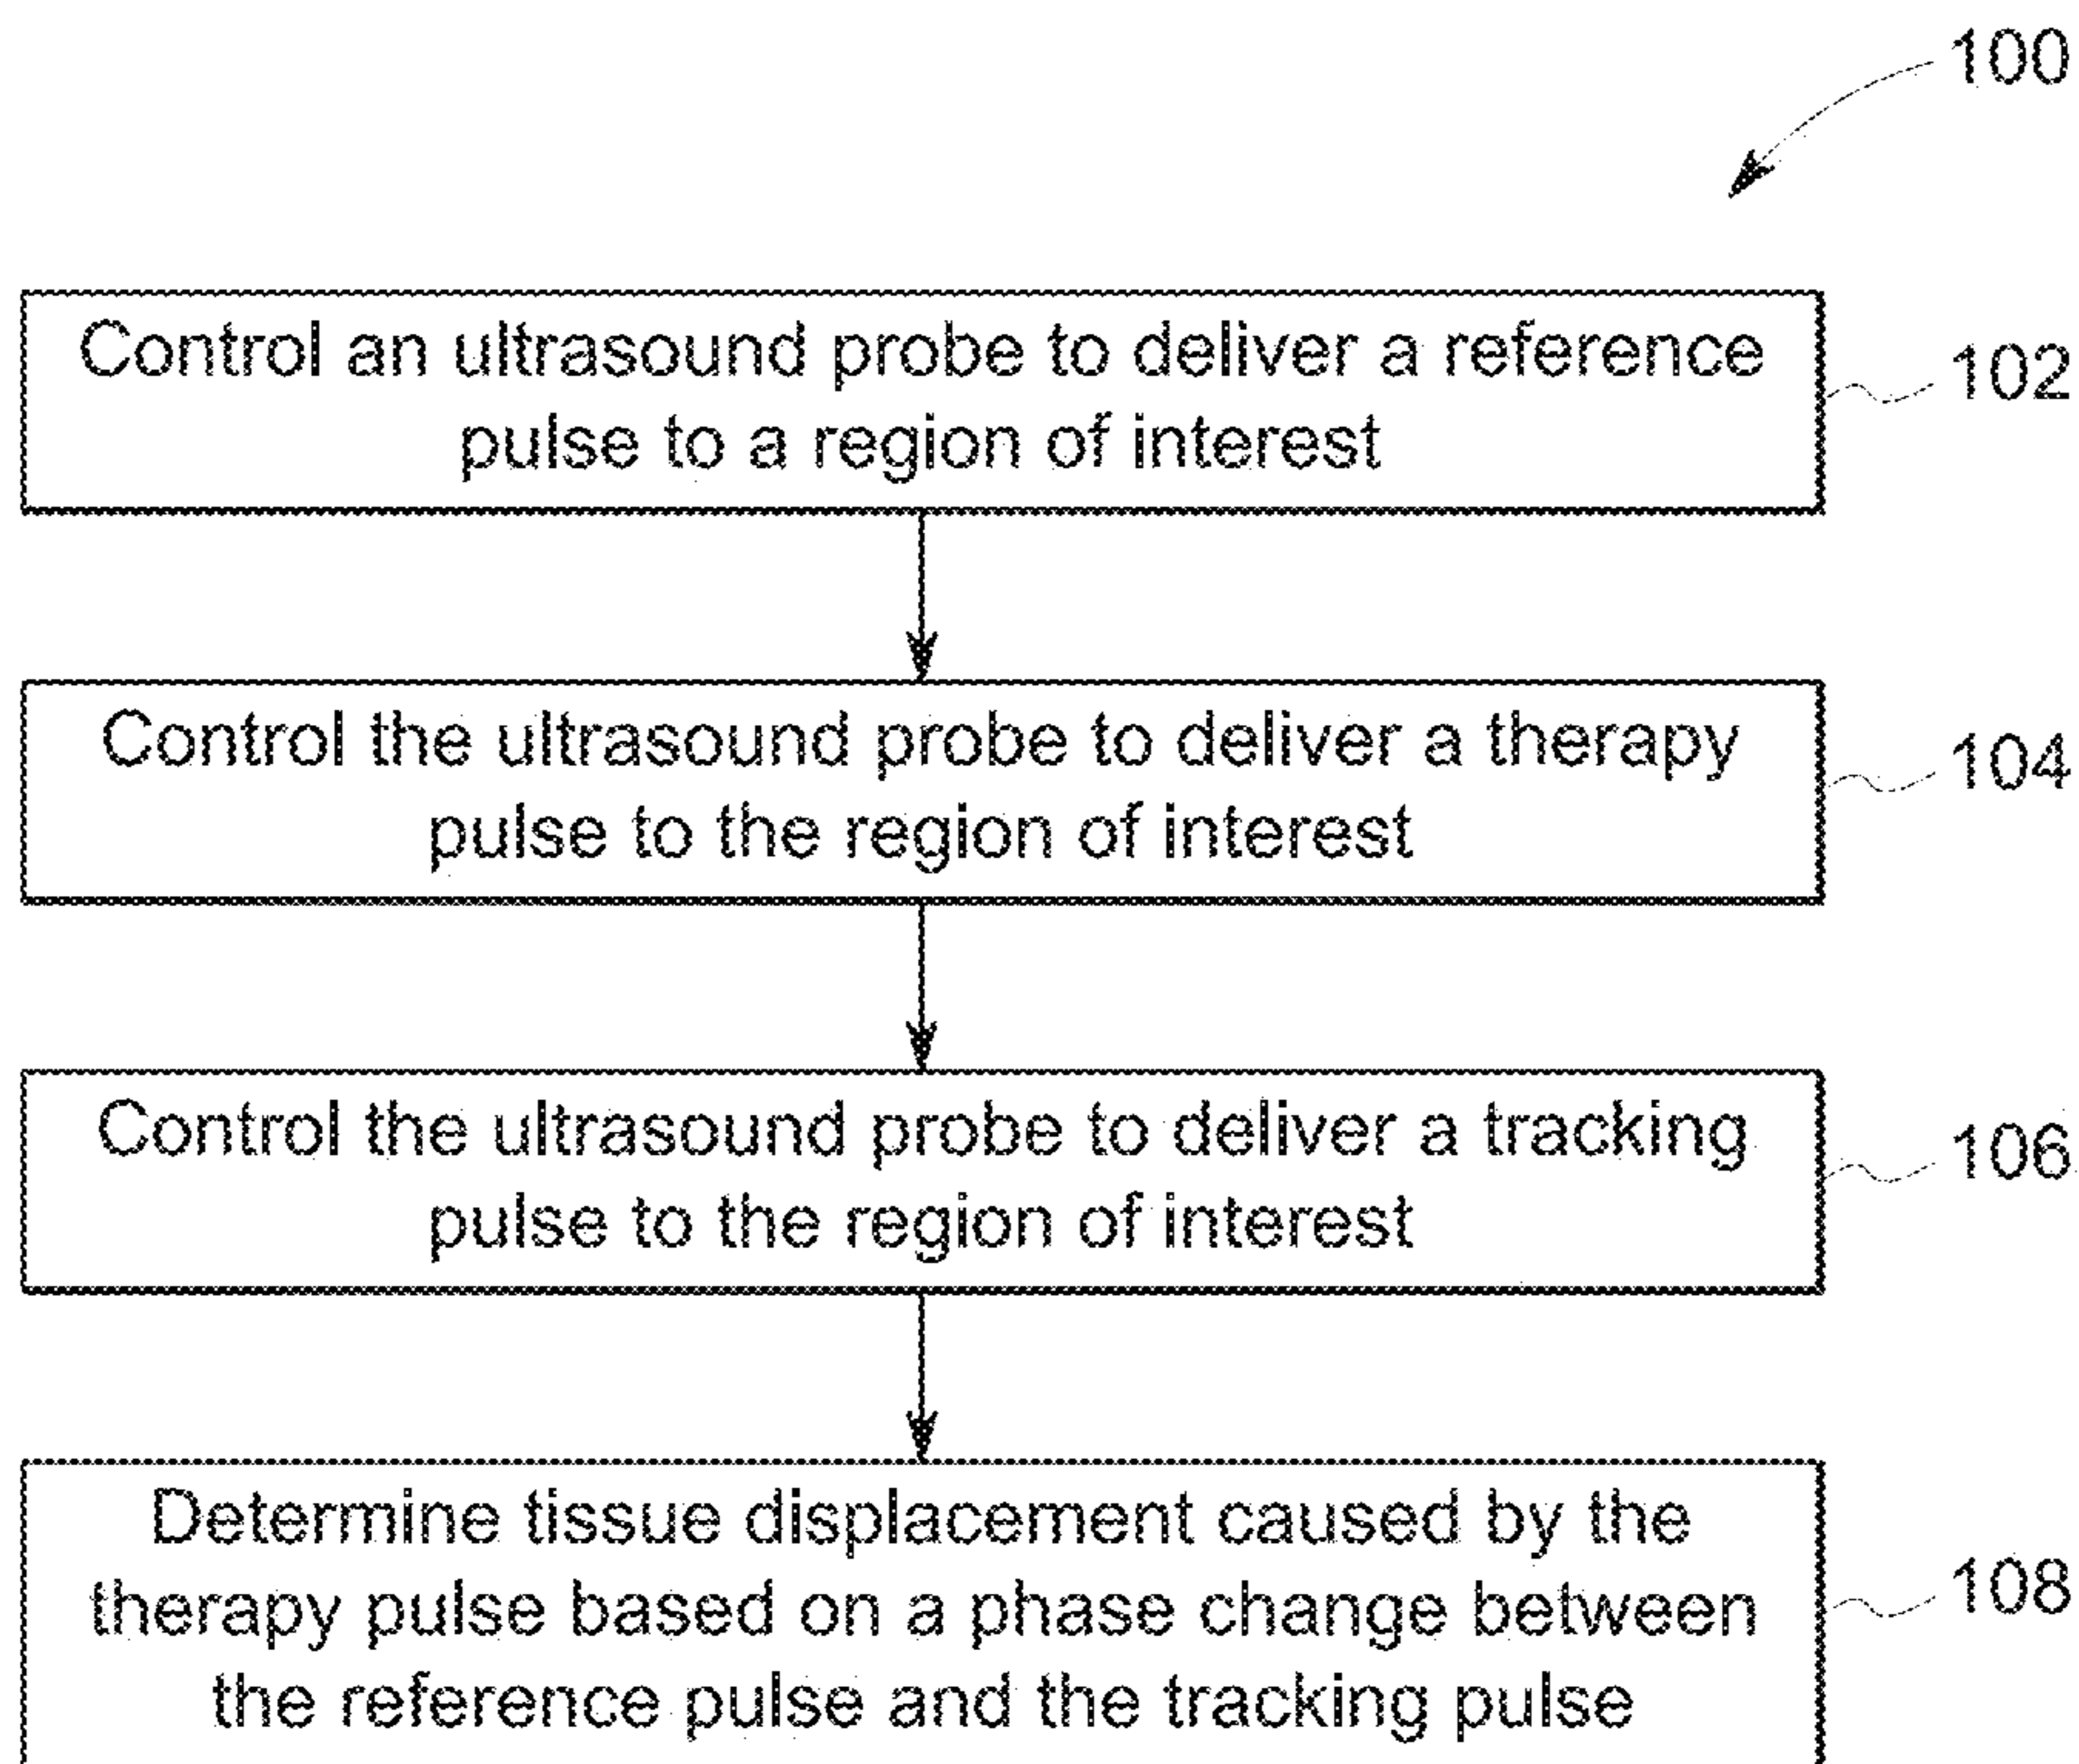 100
Control an ultrasound probe to deliver a reference
pulse to a region of interest
102
Control the ultrasound probe to deliver a therapy
pulse to the region of interest
104
Control the ultrasound probe to deliver a tracking
pulse to the region of interest
106
Determine tissue displacement caused by the
therapy pulse based on a phase change between
the reference pulse and the tracking pulse
108